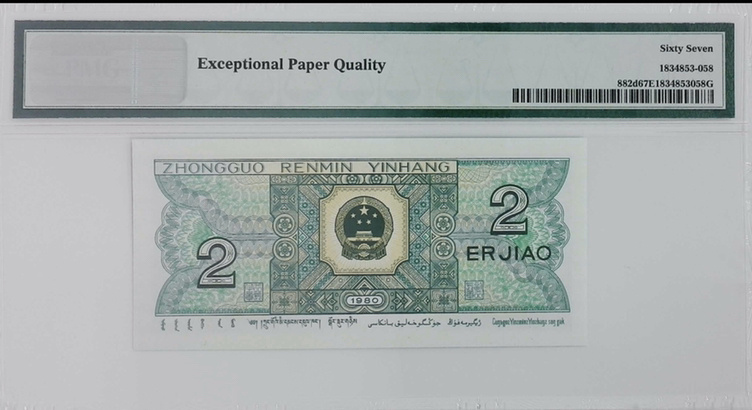 Exceptional Paper Quality
Sixty Seven
1834853-058
882d67E1834853058G
ZHONGGUO RENMIN YINHANG
2
2
ERJIAO
1980